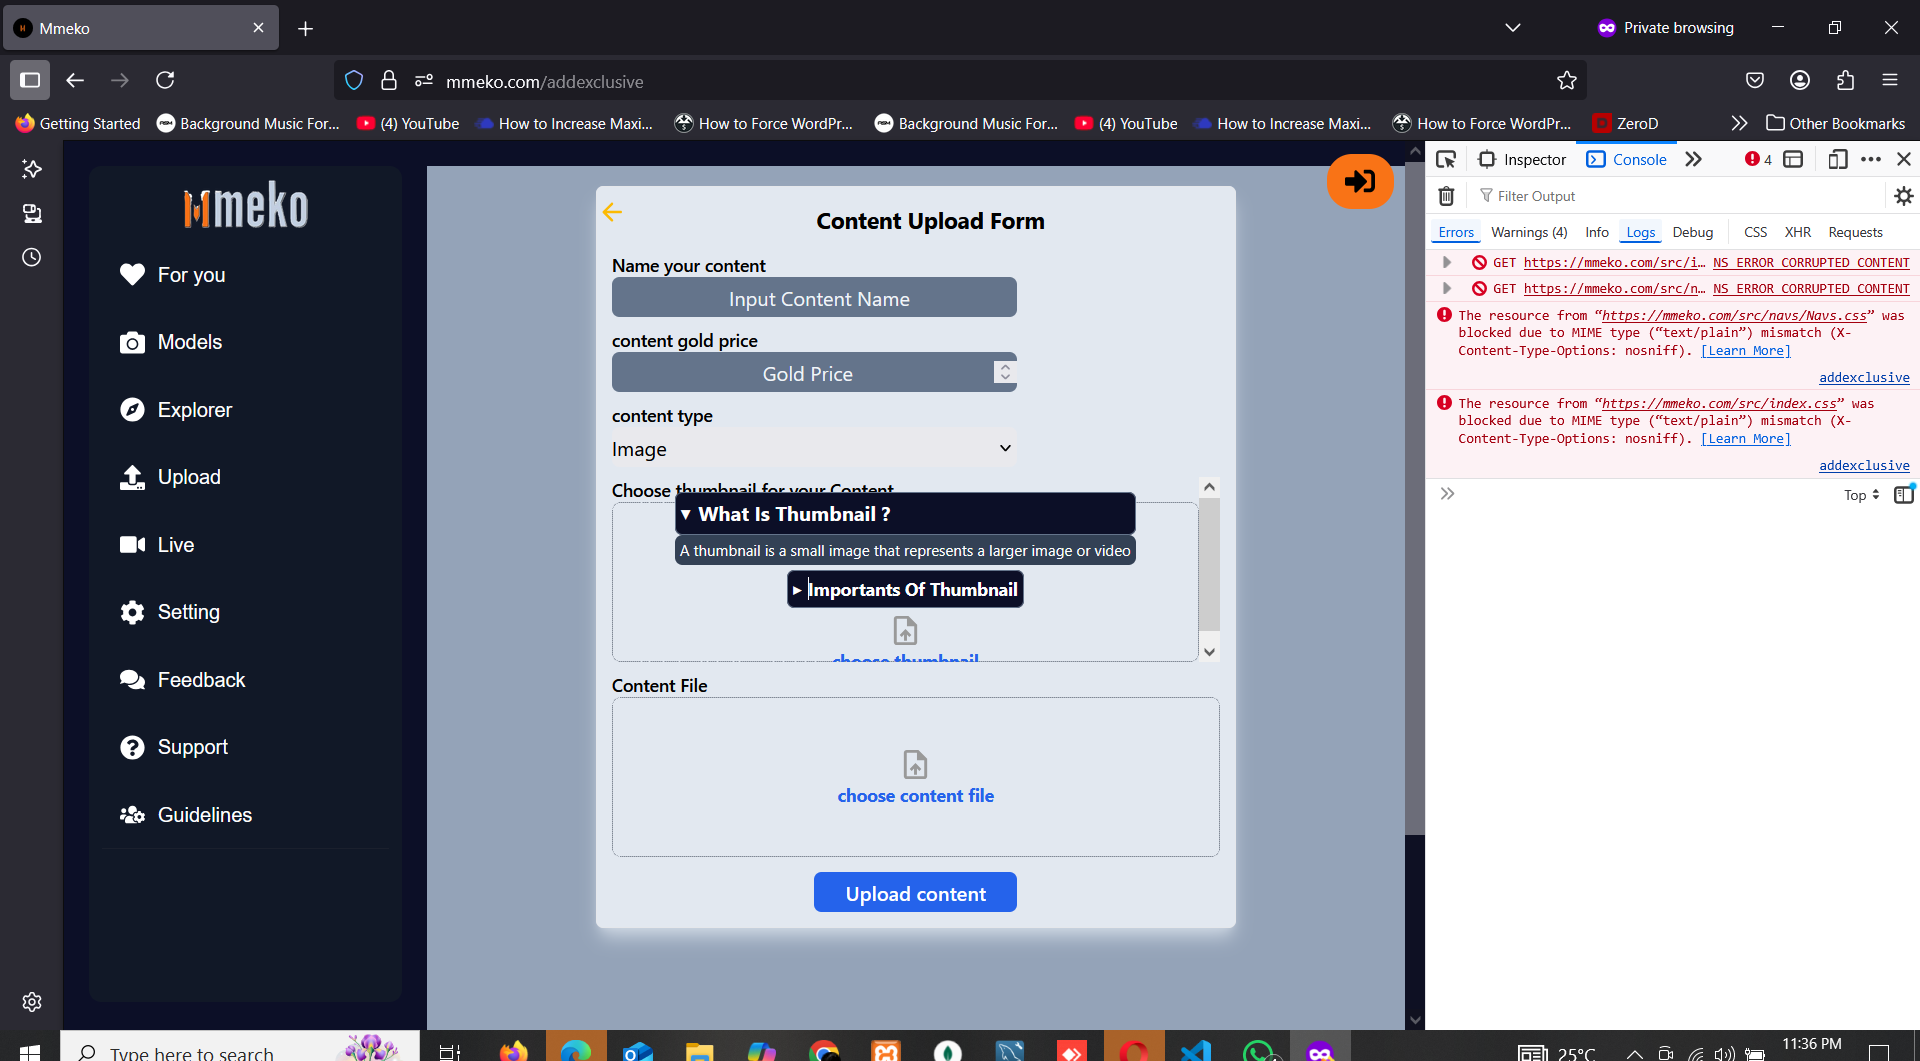 Mmeko
Private browsing
mmeko.com/addexclusive
Getting Started
Background Music For...
(4) YouTube
How to Increase Maxi...
How to Force WordPr...
Background Music For...
(4) YouTube
How to Increase Maxi...
How to Force WordPr...
ZeroD
Other Bookmarks
Mmeko
For you
Models
Explorer
Upload
Live
Setting
Feedback
Support
Guidelines
Content Upload Form
Name your content
Input Content Name
content gold price
Gold Price
content type
Image
Choose thumbnail for your Content
▾ What Is Thumbnail ?
A thumbnail is a small image that represents a larger image or video
▸ Importants Of Thumbnail
choose thumbnail
Content File
choose content file
Upload content
Inspector
Console
4
Filter Output
Errors
Warnings (4)
Info
Logs
Debug
CSS
XHR
Requests
GET https://mmeko.com/src/i… NS_ERROR_CORRUPTED_CONTENT
GET https://mmeko.com/src/n… NS_ERROR_CORRUPTED_CONTENT
The resource from “https://mmeko.com/src/navs/Navs.css” was
blocked due to MIME type (“text/plain”) mismatch (X-
Content-Type-Options: nosniff). [Learn More]
addexclusive
The resource from “https://mmeko.com/src/index.css” was
blocked due to MIME type (“text/plain”) mismatch (X-
Content-Type-Options: nosniff). [Learn More]
addexclusive
Top
Type here to search
25°C
11:36 PM